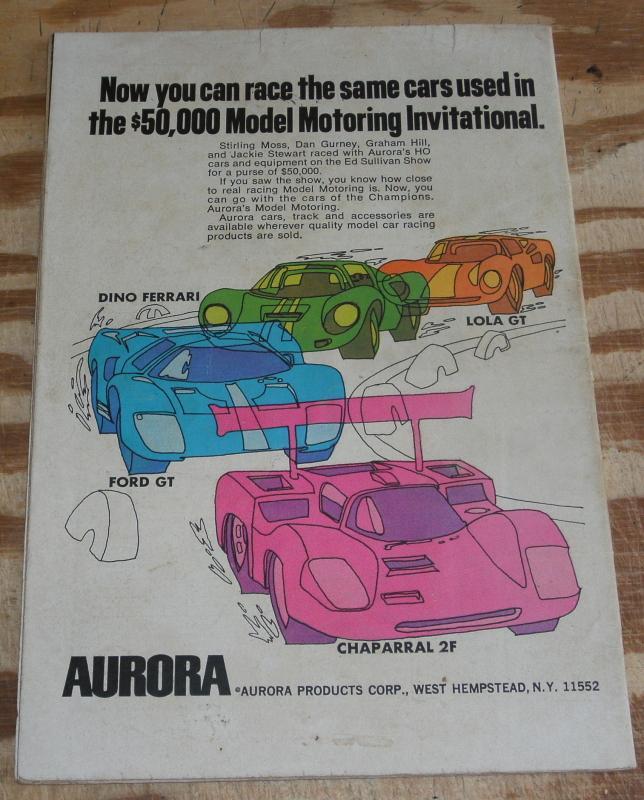 Now you can race the same cars used in
the $50,000 Model Motoring Invitational.
Stirling Moss, Dan Gurney, Graham Hill,
and Jackie Stewart raced with Aurora's HO
cars and equipment on the Ed Sullivan Show
for a purse of $50,000.
If you saw the show, you know how close
to real racing Model Motoring is. Now, you
can go with the cars of the Champions.
Aurora's Model Motoring.
Aurora cars, track and accessories are
available wherever quality model car racing
products are sold.
DINO FERRARI
LOLA GT
FORD GT
CHAPARRAL 2F
AURORA ©AURORA PRODUCTS CORP., WEST HEMPSTEAD, N.Y. 11552